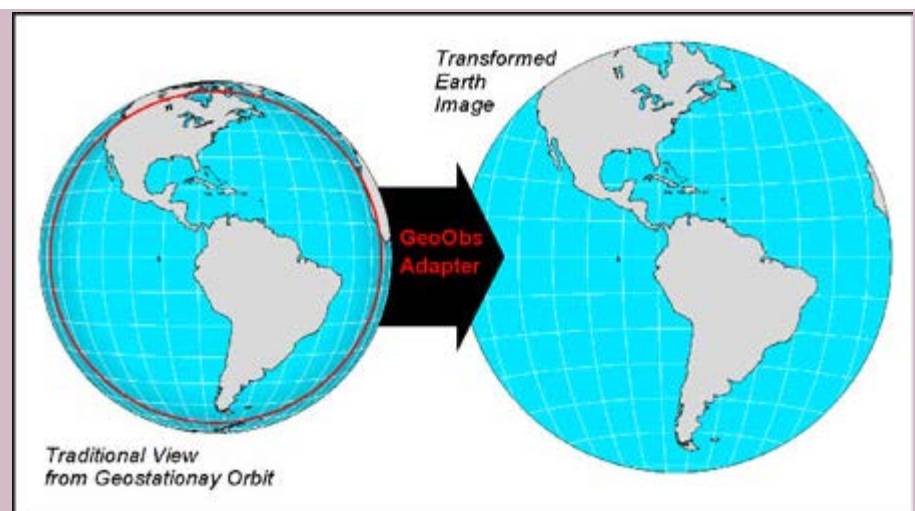 Transformed
Earth
Image
GeoObs
Adapter
Traditional View
from Geostationay Orbit